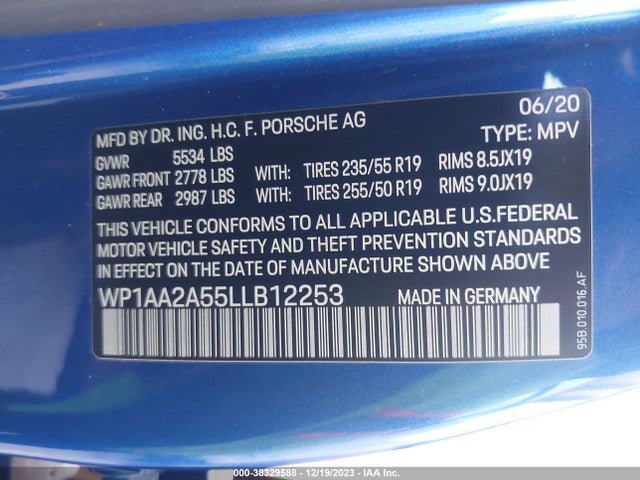 06/20
MFD BY DR. ING. H.C. F. PORSCHE AG TYPE: MPV
GVWR 5534 LBS
GAWR FRONT 2778 LBS WITH: TIRES 235/55 R19 RIMS 8.5JX19
GAWR REAR 2987 LBS WITH: TIRES 255/50 R19 RIMS 9.0JX19
THIS VEHICLE CONFORMS TO ALL APPLICABLE U.S.FEDERAL
MOTOR VEHICLE SAFETY AND THEFT PREVENTION STANDARDS
IN EFFECT ON THE DATE OF MANUFACTURE SHOWN ABOVE
WP1AA2A55LLB12253 MADE IN GERMANY
95B.010.016.AF
000-38329588 - 12/19/2023 - IAA Inc.